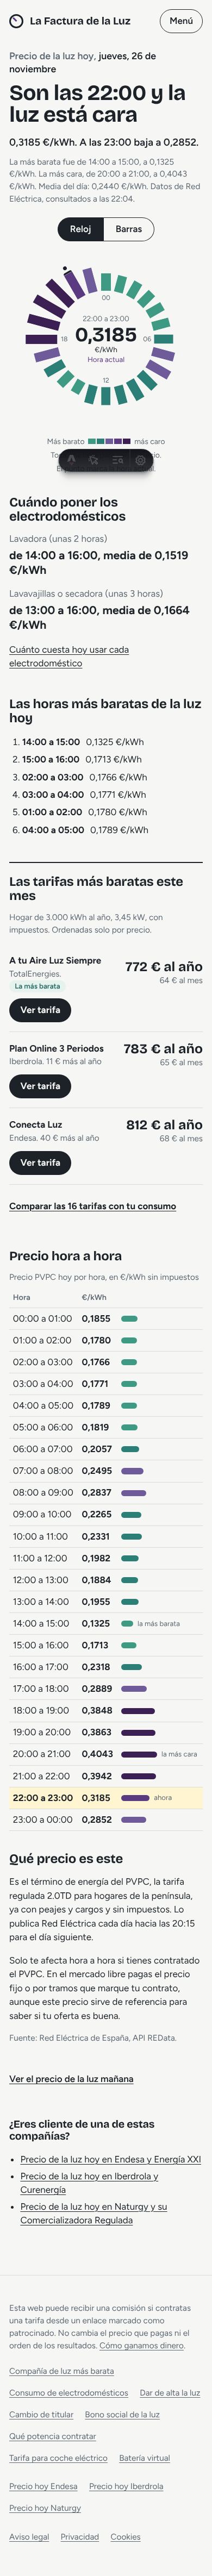 La Factura de la Luz
Menú
Precio de la luz hoy, jueves, 26 de
noviembre
Son las 22:00 y la
luz está cara
0,3185 €/kWh. A las 23:00 baja a 0,2852.
La más barata fue de 14:00 a 15:00, a 0,1325
€/kWh. La más cara, de 20:00 a 21:00, a 0,4043
€/kWh. Media del día: 0,2440 €/kWh. Datos de Red
Eléctrica, consultados a las 22:04.
Reloj
Barras
00
22:00 a 23:00
0,3185
€/kWh
Hora actual
18
06
12
Más barato
más caro
Cuándo poner los
electrodomésticos
Lavadora (unas 2 horas)
de 14:00 a 16:00, media de 0,1519
€/kWh
Lavavajillas o secadora (unas 3 horas)
de 13:00 a 16:00, media de 0,1664
€/kWh
Cuánto cuesta hoy usar cada
electrodoméstico
Las horas más baratas de la luz
hoy
1. 14:00 a 15:00 0,1325 €/kWh
2. 15:00 a 16:00 0,1713 €/kWh
3. 02:00 a 03:00 0,1766 €/kWh
4. 03:00 a 04:00 0,1771 €/kWh
5. 01:00 a 02:00 0,1780 €/kWh
6. 04:00 a 05:00 0,1789 €/kWh
Las tarifas más baratas este
mes
Hogar de 3.000 kWh al año, 3,45 kW, con
impuestos. Ordenadas solo por precio.
A tu Aire Luz Siempre
TotalEnergies.
La más barata
772 € al año
64 € al mes
Ver tarifa
Plan Online 3 Periodos
Iberdrola. 11 € más al año
783 € al año
65 € al mes
Ver tarifa
Conecta Luz
Endesa. 40 € más al año
812 € al año
68 € al mes
Ver tarifa
Comparar las 16 tarifas con tu consumo
Precio hora a hora
Precio PVPC hoy por hora, en €/kWh sin impuestos
Hora €/kWh
00:00 a 01:00 0,1855
01:00 a 02:00 0,1780
02:00 a 03:00 0,1766
03:00 a 04:00 0,1771
04:00 a 05:00 0,1789
05:00 a 06:00 0,1819
06:00 a 07:00 0,2057
07:00 a 08:00 0,2495
08:00 a 09:00 0,2837
09:00 a 10:00 0,2265
10:00 a 11:00 0,2331
11:00 a 12:00 0,1982
12:00 a 13:00 0,1884
13:00 a 14:00 0,1955
14:00 a 15:00 0,1325 la más barata
15:00 a 16:00 0,1713
16:00 a 17:00 0,2318
17:00 a 18:00 0,2889
18:00 a 19:00 0,3848
19:00 a 20:00 0,3863
20:00 a 21:00 0,4043 la más cara
21:00 a 22:00 0,3942
22:00 a 23:00 0,3185 ahora
23:00 a 00:00 0,2852
Qué precio es este
Es el término de energía del PVPC, la tarifa
regulada 2.0TD para hogares de la península,
ya con peajes y cargos y sin impuestos. Lo
publica Red Eléctrica cada día hacia las 20:15
para el día siguiente.
Solo te afecta hora a hora si tienes contratado
el PVPC. En el mercado libre pagas el precio
fijo o por tramos que marque tu contrato,
aunque este precio sirve de referencia para
saber si tu oferta es buena.
Fuente: Red Eléctrica de España, API REData.
Ver el precio de la luz mañana
¿Eres cliente de una de estas
compañías?
• Precio de la luz hoy en Endesa y Energía XXI
• Precio de la luz hoy en Iberdrola y
Curenergía
• Precio de la luz hoy en Naturgy y su
Comercializadora Regulada
Esta web puede recibir una comisión si contratas
una tarifa desde un enlace marcado como
patrocinado. No cambia el precio que pagas ni el
orden de los resultados. Cómo ganamos dinero.
Compañía de luz más barata
Consumo de electrodomésticos Dar de alta la luz
Cambio de titular Bono social de la luz
Qué potencia contratar
Tarifa para coche eléctrico Batería virtual
Precio hoy Endesa Precio hoy Iberdrola
Precio hoy Naturgy
Aviso legal Privacidad Cookies